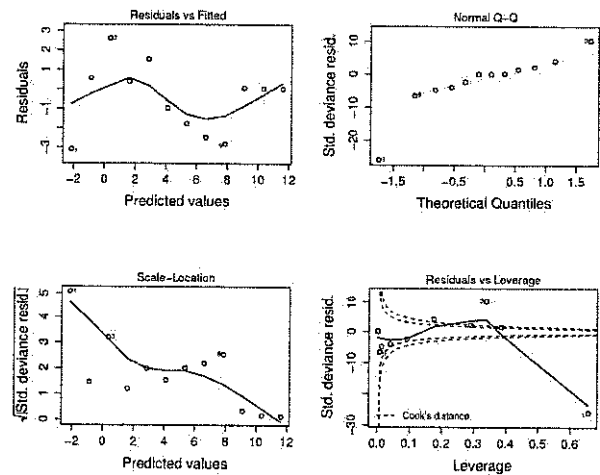 Residuals vs Fitted
Residuals
3
1
-1
-3
-2 0 2 4 6 8 10 12
Predicted values
Normal Q-Q
Std. deviance resid.
10
0
-10
-20
-1.5 -0.5 0.5 1.5
Theoretical Quantiles
Scale-Location
√|Std. deviance resid.|
5
4
3
2
1
0
-2 0 2 4 6 8 10 12
Predicted values
Residuals vs Leverage
Std. deviance resid.
10
0
-10
-30
Cook's distance
0.0 0.1 0.2 0.3 0.4 0.5 0.6
Leverage